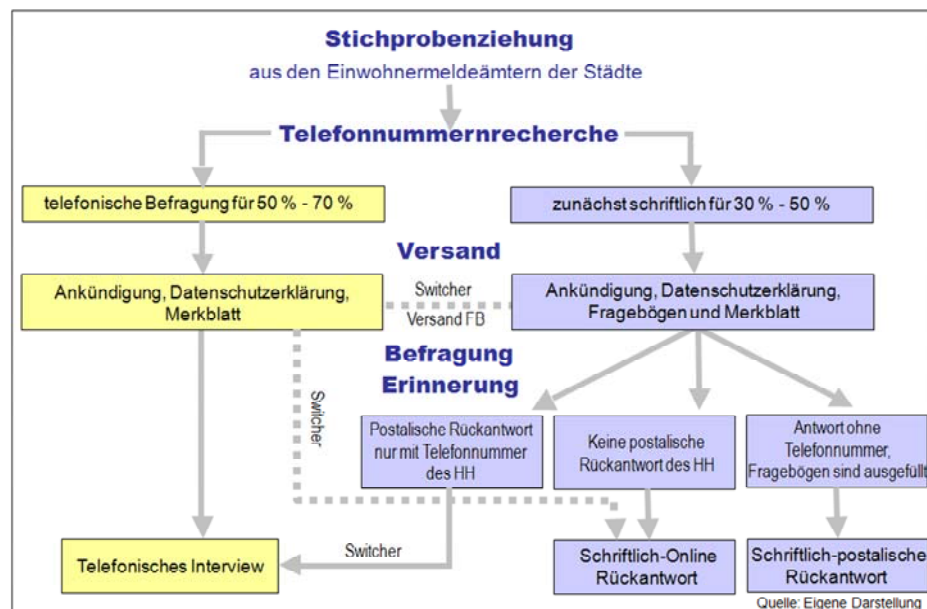 Stichprobenziehung
aus den Einwohnermeldeämtern der Städte
Telefonnummernrecherche
telefonische Befragung für 50 % - 70 %
zunächst schriftlich für 30 % - 50 %
Versand
Ankündigung, Datenschutzerklärung,
Merkblatt
Switcher
Versand FB
Ankündigung, Datenschutzerklärung,
Fragebögen und Merkblatt
Befragung
Erinnerung
Switcher
Postalische Rückantwort
nur mit Telefonnummer
des HH
Keine postalische
Rückantwort des HH
Antwort ohne
Telefonnummer,
Fragebögen sind ausgefüllt
Telefonisches Interview
Switcher
Schriftlich-Online
Rückantwort
Schriftlich-postalische
Rückantwort
Quelle: Eigene Darstellung